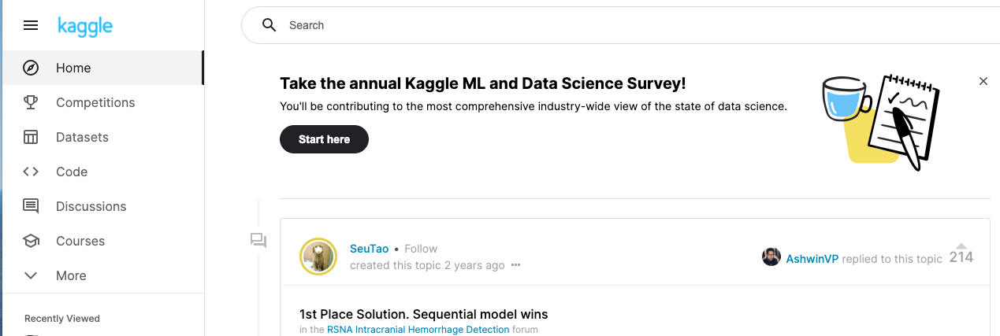 kaggle
Search
Home
Competitions
Datasets
Code
Discussions
Courses
More
Recently Viewed
Take the annual Kaggle ML and Data Science Survey!
You'll be contributing to the most comprehensive industry-wide view of the state of data science.
Start here
SeuTao • Follow
created this topic 2 years ago •••
AshwinVP replied to this topic
214
1st Place Solution. Sequential model wins
in the RSNA Intracranial Hemorrhage Detection forum